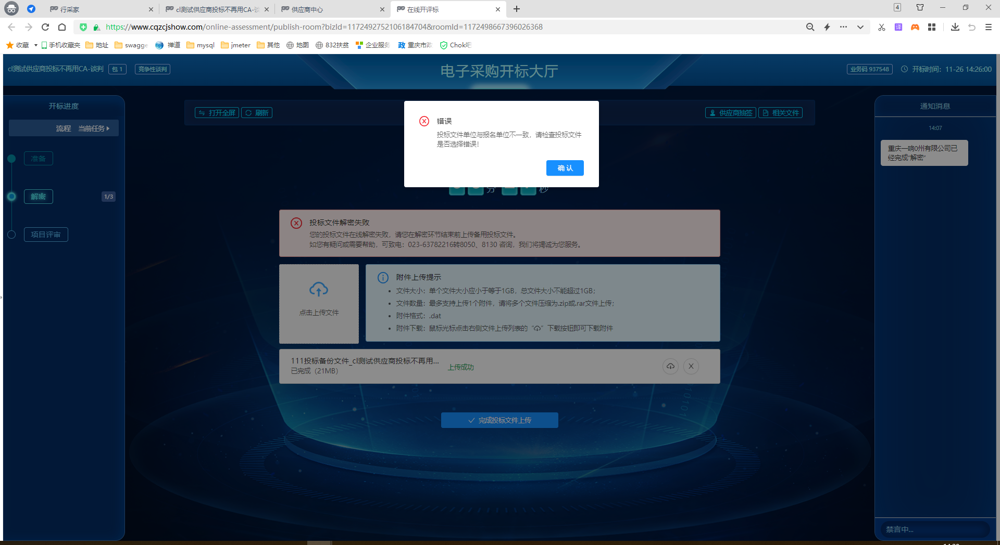 行采家
cl测试供应商投标不再用CA-谈
供应商中心
在线开评标
4
https://www.cqzcjshow.com/online-assessment/publish-room?bizId=1172492752106184704&roomId=1172498667396026368
译
收藏
手机收藏夹
地址
swagge
禅道
mysql
jmeter
其他
地图
832扶贫
企业服务
政 重庆市政
Chok吧
cl测试供应商投标不再用CA-谈判
包 1
竞争性谈判
电子采购开标大厅
业务码 937548
开标时间：11-26 14:26:00
开标进度
流程 当前任务
准备
解密
1/3
项目评审
打开全屏
刷新
供应商抽签
相关文件
错误
投标文件单位与报名单位不一致，请检查投标文件
是否选择错误！
确 认
分
秒
投标文件解密失败
您的投标文件在线解密失败，请您在解密环节结束前上传备用投标文件。
如您有疑问或需要帮助，可致电：023-63782216转8050、8130 咨询，我们将竭诚为您服务。
点击上传文件
附件上传提示
• 文件大小：单个文件大小应小于等于1GB，总文件大小不能超过1GB；
• 文件数量：最多支持上传1个附件，请将多个文件压缩为.zip或.rar文件上传；
• 附件格式：.dat
• 附件下载：鼠标光标点击右侧文件上传列表的 “ ” 下载按钮即可下载附件
111投标备份文件_cl测试供应商投标不再用...
已完成（21MB）
上传成功
完成投标文件上传
通知消息
14:07
重庆一响0州有限公司已
经完成“解密”
禁言中...